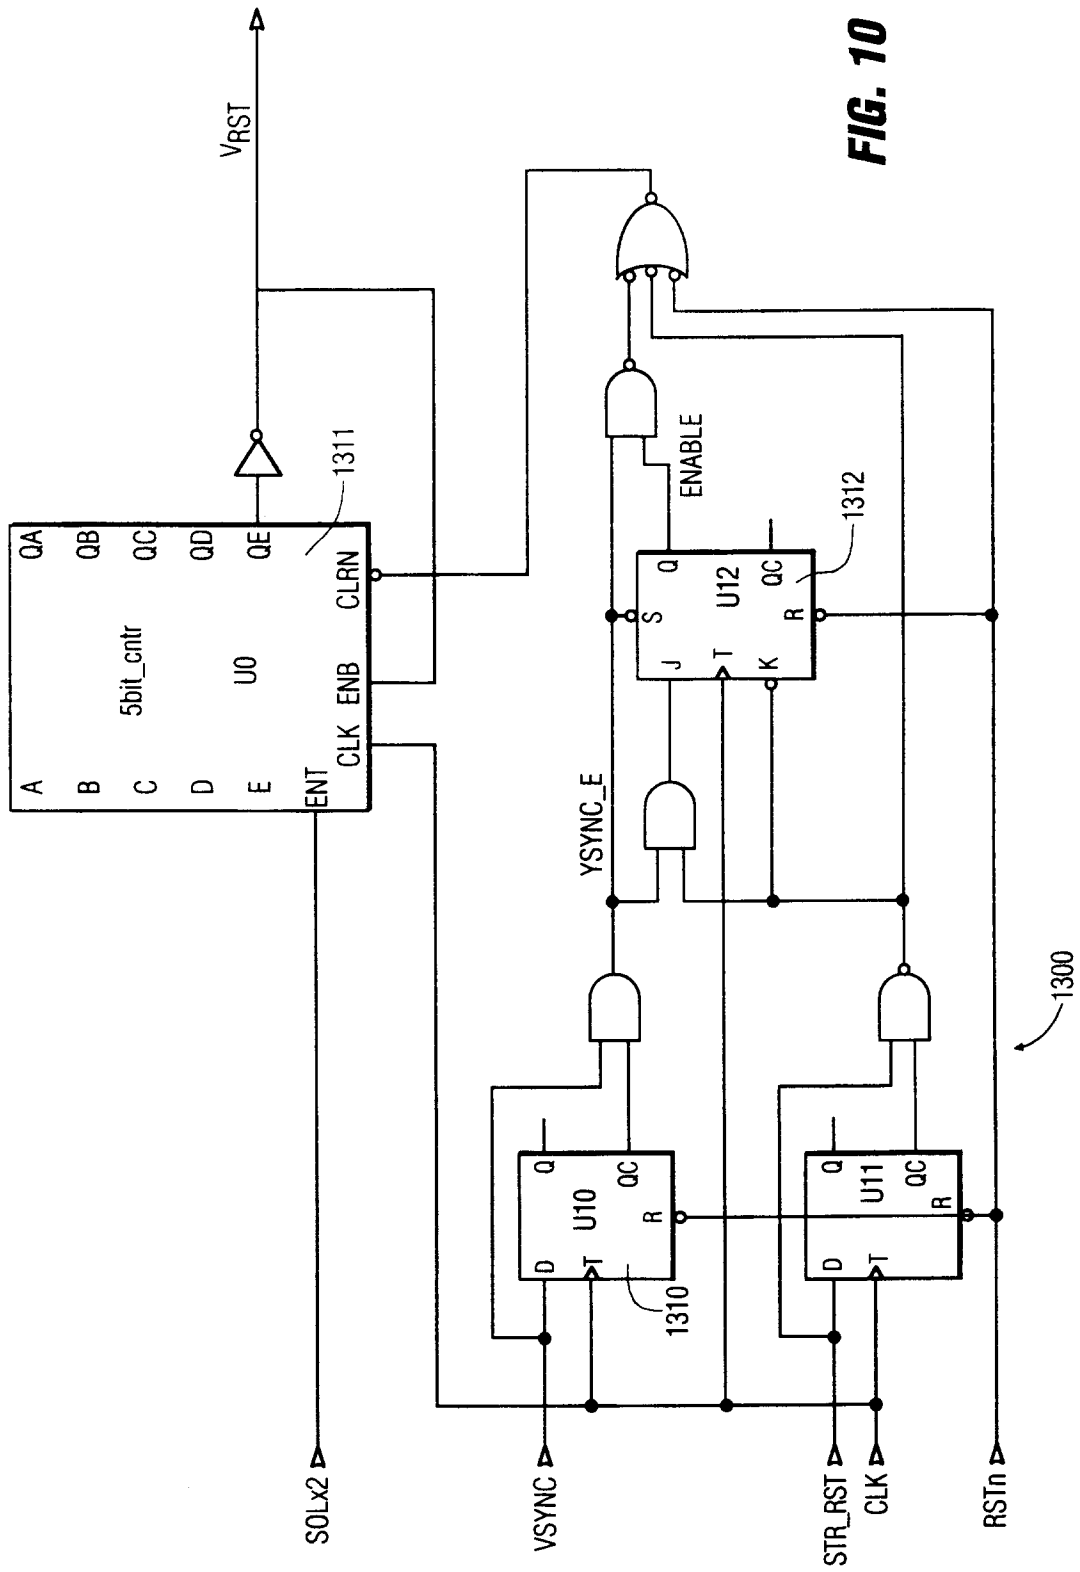 SOLx2
VSYNC
STR_RST
CLK
RSTn
A
B
C
D
E
ENT
5bit_cntr
U0
CLK
ENB
CLRN
QA
QB
QC
QD
QE
1311
VRST
D
T
U10
Q
QC
R
1310
D
T
U11
Q
QC
R
YSYNC_E
J
T
K
S
U12
R
Q
QC
1312
ENABLE
1300
FIG. 10